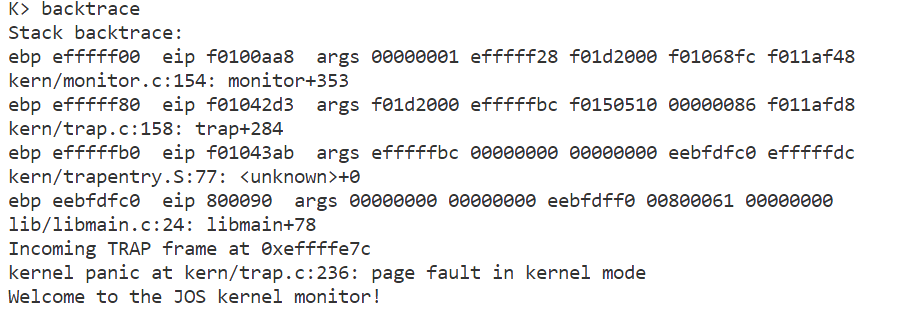 K> backtrace
Stack backtrace:
ebp efffff00  eip f0100aa8  args 00000001 efffff28 f01d2000 f01068fc f011af48
kern/monitor.c:154: monitor+353
ebp efffff80  eip f01042d3  args f01d2000 efffffbc f0150510 00000086 f011afd8
kern/trap.c:158: trap+284
ebp efffffb0  eip f01043ab  args efffffbc 00000000 00000000 eebfdfc0 efffffdc
kern/trapentry.S:77: <unknown>+0
ebp eebfdfc0  eip 800090  args 00000000 00000000 eebfdff0 00800061 00000000
lib/libmain.c:24: libmain+78
Incoming TRAP frame at 0xeffffe7c
kernel panic at kern/trap.c:236: page fault in kernel mode
Welcome to the JOS kernel monitor!